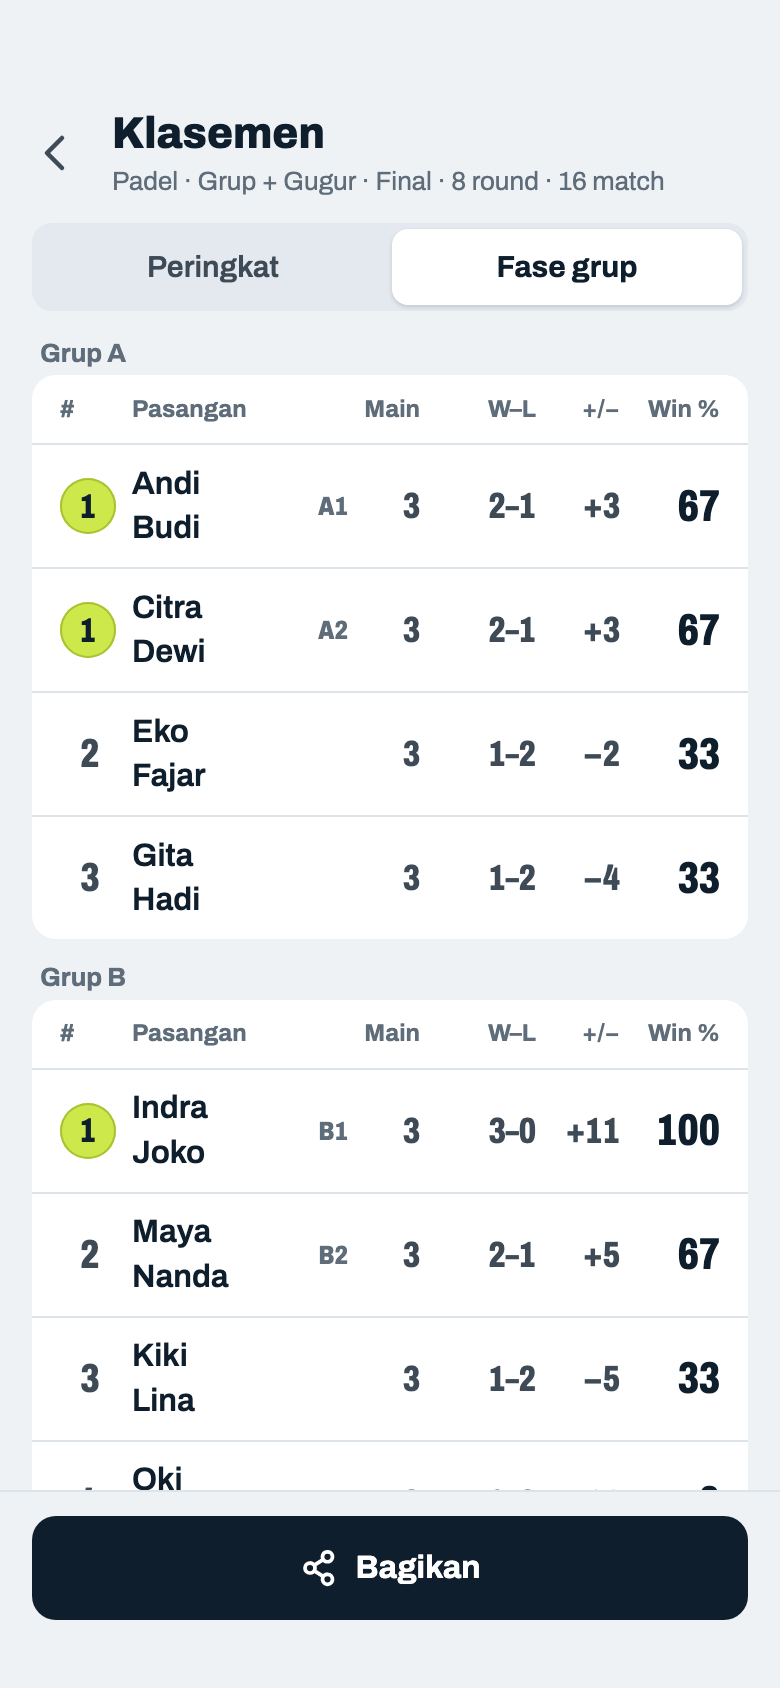 Klasemen
Padel · Grup + Gugur · Final · 8 round · 16 match
Peringkat Fase grup
Grup A
# Pasangan Main W–L +/– Win %
1 Andi Budi A1 3 2–1 +3 67
1 Citra Dewi A2 3 2–1 +3 67
2 Eko Fajar 3 1–2 –2 33
3 Gita Hadi 3 1–2 –4 33
Grup B
# Pasangan Main W–L +/– Win %
1 Indra Joko B1 3 3–0 +11 100
2 Maya Nanda B2 3 2–1 +5 67
3 Kiki Lina 3 1–2 –5 33
Oki
Bagikan